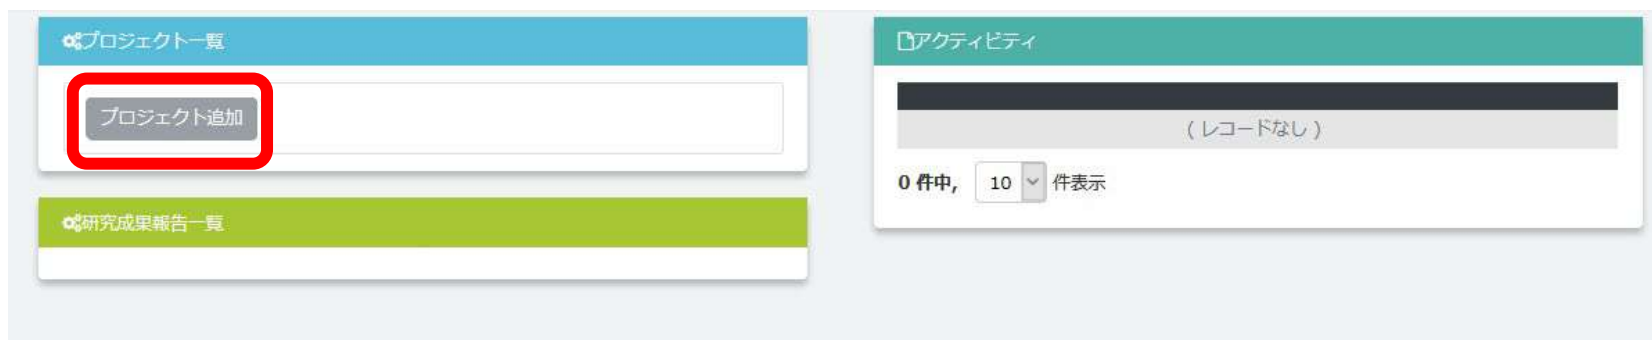 プロジェクト一覧
プロジェクト追加
研究成果報告一覧
アクティビティ
( レコードなし )
0 件中, 10 件表示